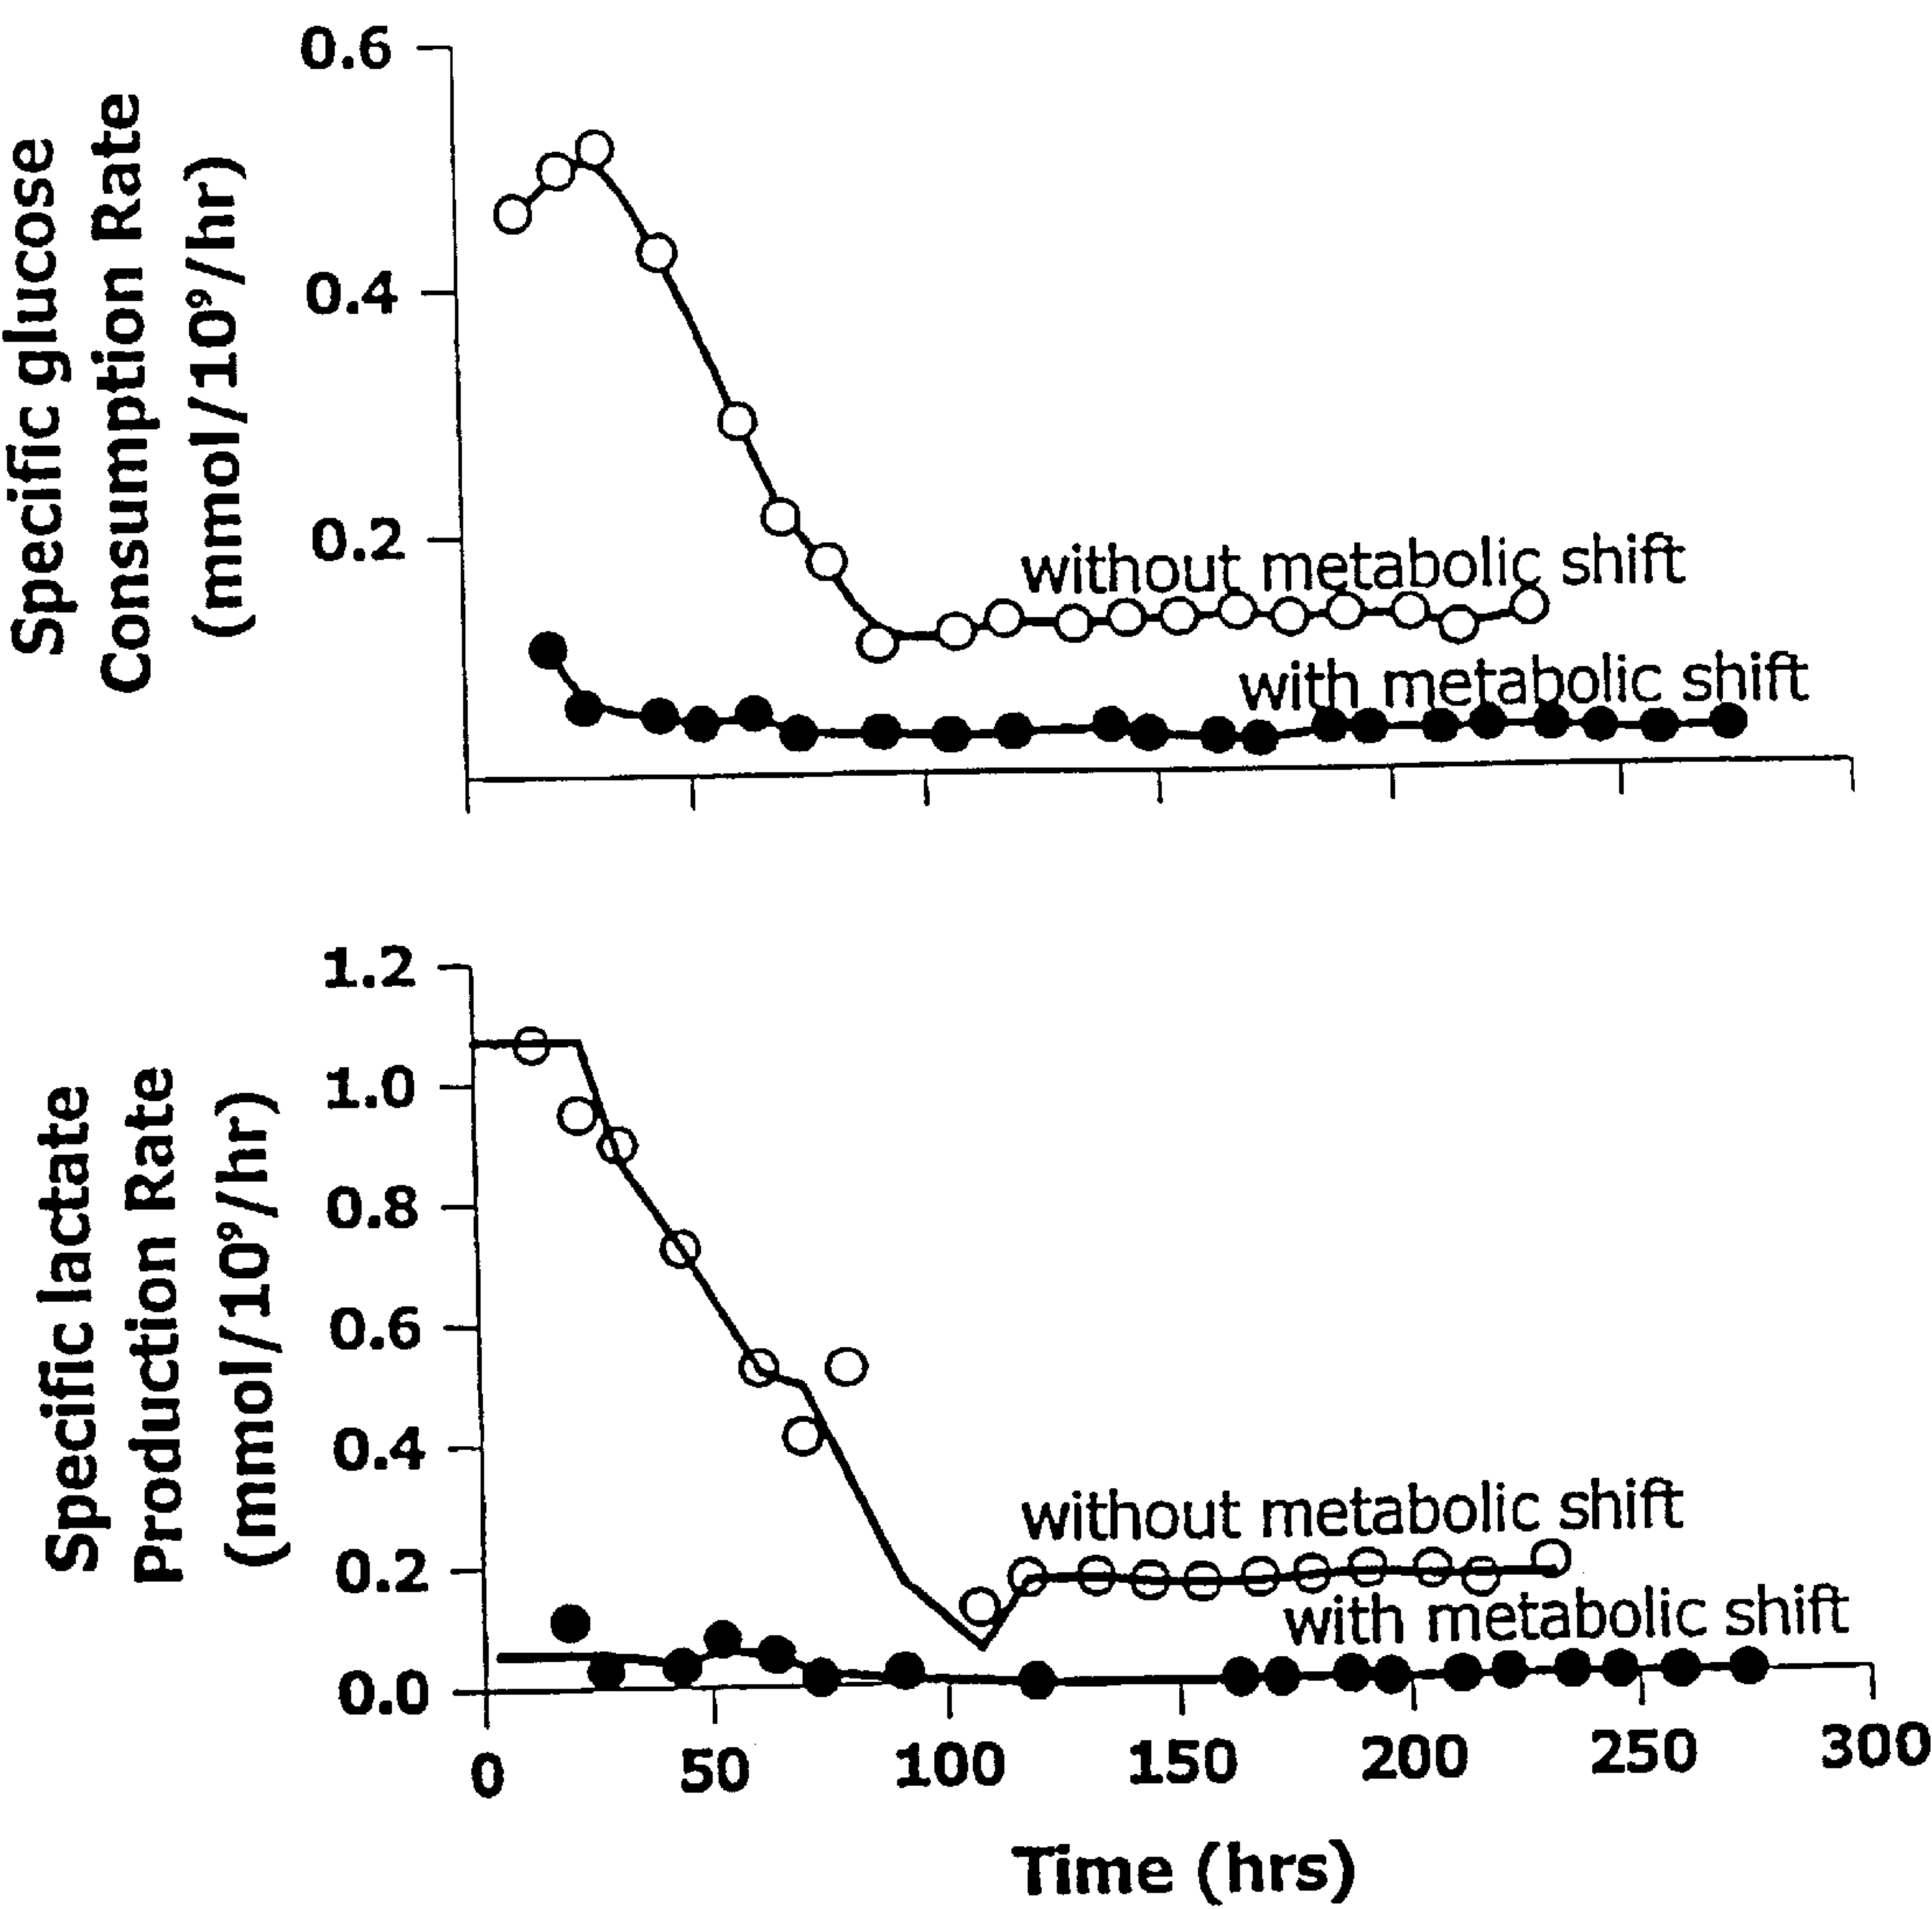 Specific glucose
Consumption Rate
(mmol/10⁹/hr)
0.6
0.4
0.2
without metabolic shift
with metabolic shift
Specific lactate
Production Rate
(mmol/10⁹/hr)
1.2
1.0
0.8
0.6
0.4
0.2
0.0
without metabolic shift
with metabolic shift
0 50 100 150 200 250 300
Time (hrs)